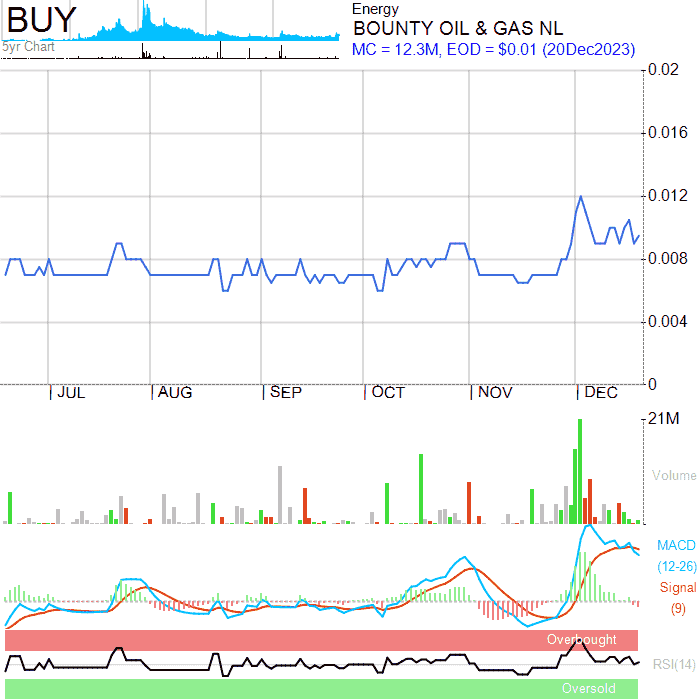 BUY
5yr Chart
Energy
BOUNTY OIL & GAS NL
MC = 12.3M, EOD = $0.01 (20Dec2023)
0.02
0.016
0.012
0.008
0.004
0
JUL AUG SEP OCT NOV DEC
21M
Volume
MACD
(12-26)
Signal
(9)
Overbought
RSI(14)
Oversold